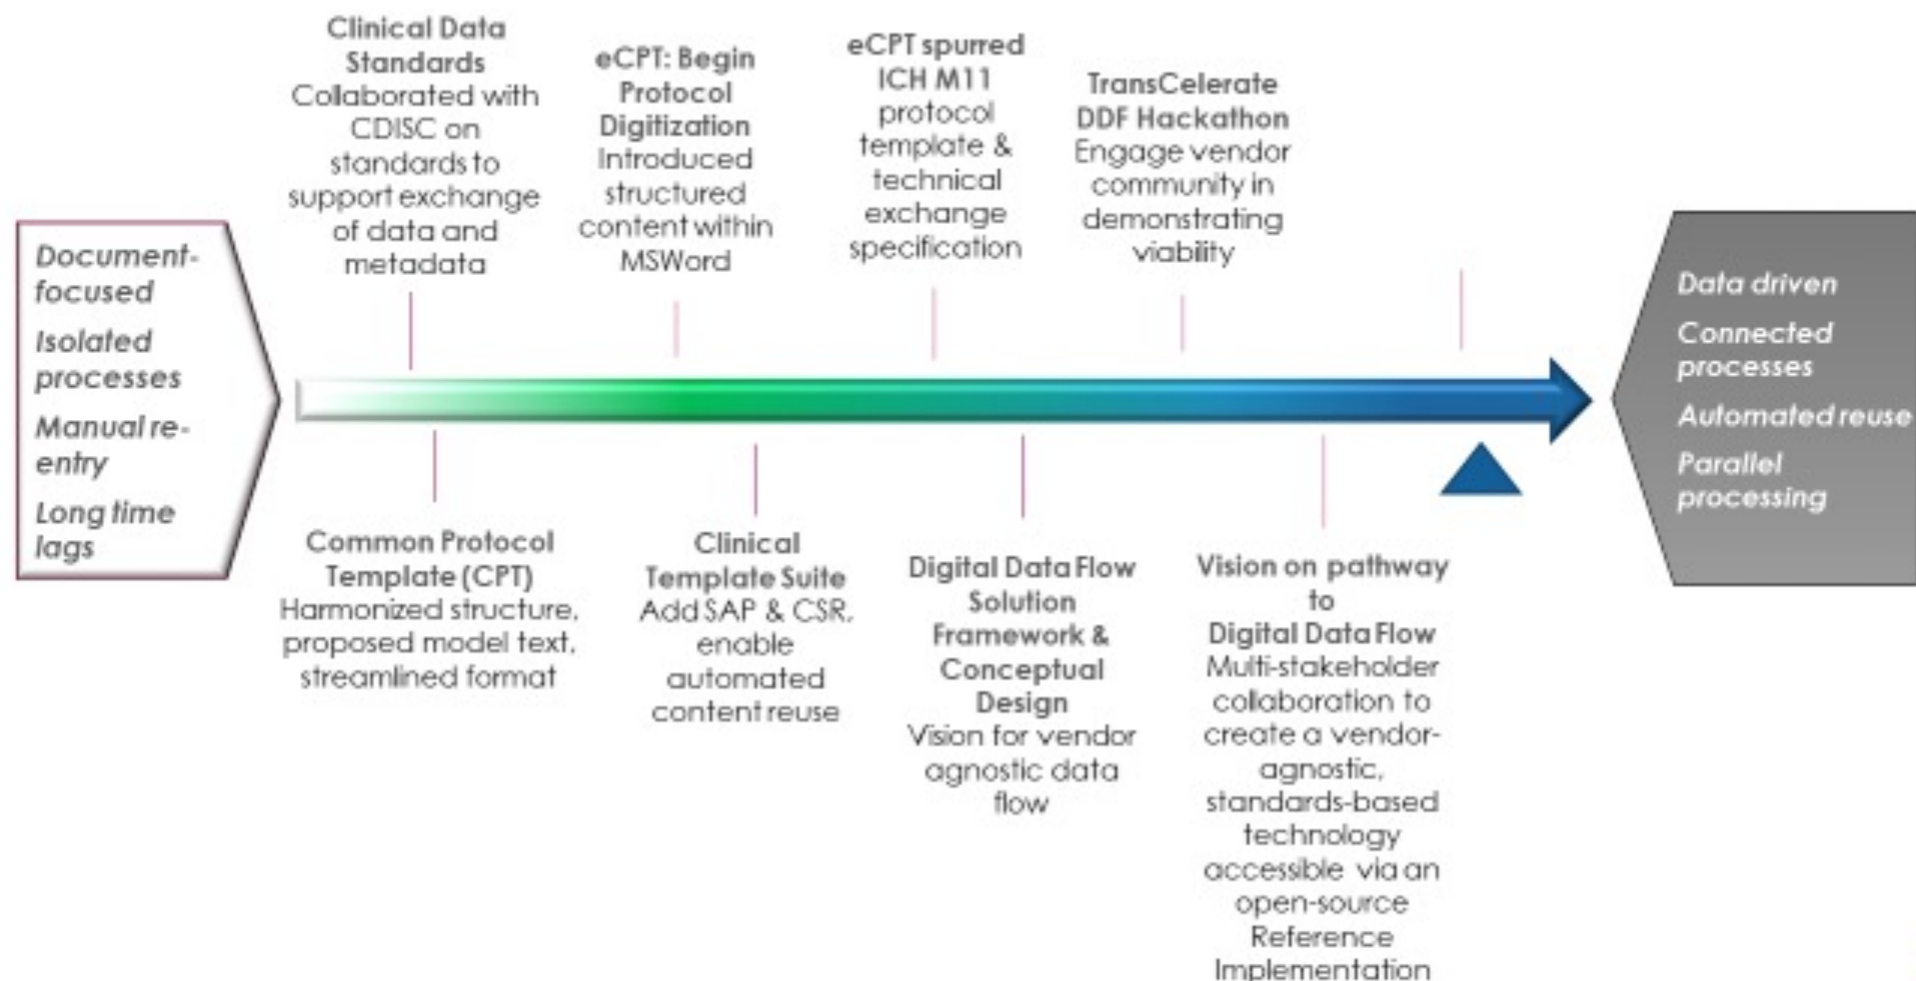 Document-
focused
Isolated
processes
Manual re-
entry
Long time
lags
Clinical Data
Standards
Collaborated with
CDISC on
standards to
support exchange
of data and
metadata
eCPT: Begin
Protocol
Digitization
Introduced
structured
content within
MSWord
eCPT spurred
ICH M11
protocol
template &
technical
exchange
specification
TransCelerate
DDF Hackathon
Engage vendor
community in
demonstrating
viability
Common Protocol
Template (CPT)
Harmonized structure,
proposed model text,
streamlined format
Clinical
Template Suite
Add SAP & CSR,
enable
automated
content reuse
Digital Data Flow
Solution
Framework &
Conceptual
Design
Vision for vendor
agnostic data
flow
Vision on pathway
to
Digital Data Flow
Multi-stakeholder
collaboration to
create a vendor-
agnostic,
standards-based
technology
accessible via an
open-source
Reference
Implementation
Data driven
Connected
processes
Automated reuse
Parallel
processing